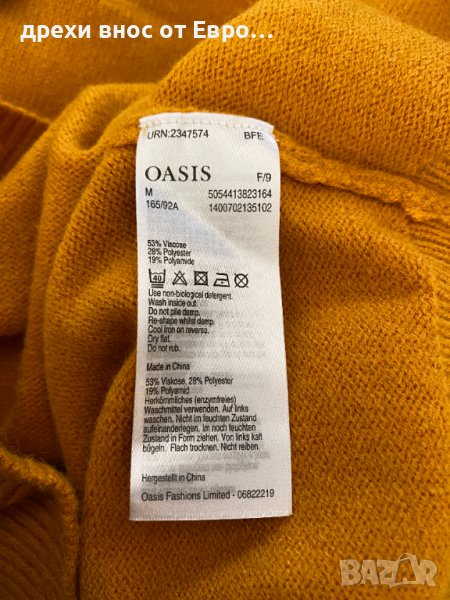 дрехи внос от Евро...
URN:2347574 BFE
OASIS F/9
M 5054413823164
165/92A 1400702135102
53% Viscose
28% Polyester
19% Polyamide
40
Use non-biological detergent.
Wash inside out.
Do not pile damp.
Re-shape whilst damp.
Cool iron on reverse.
Dry flat.
Do not rub.
Made in China
53% Viskose, 28% Polyester
19% Polyamid
Herkömmliches (enzymfreies)
Waschmittel verwenden. Auf links
waschen. Nicht im feuchten Zustand
aufeinanderlegen. Im noch feuchten
Zustand in Form ziehen. Von links kalt
bügeln. Flach trocknen. Nicht reiben.
Hergestellt in China
Oasis Fashions Limited - 06822219
BAZAR